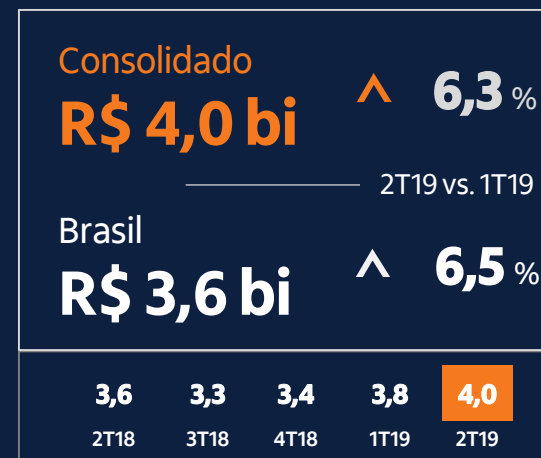 Consolidado
R$ 4,0 bi 6,3 %
2T19 vs. 1T19
Brasil
R$ 3,6 bi 6,5 %
3,6 3,3 3,4 3,8 4,0
2T18 3T18 4T18 1T19 2T19